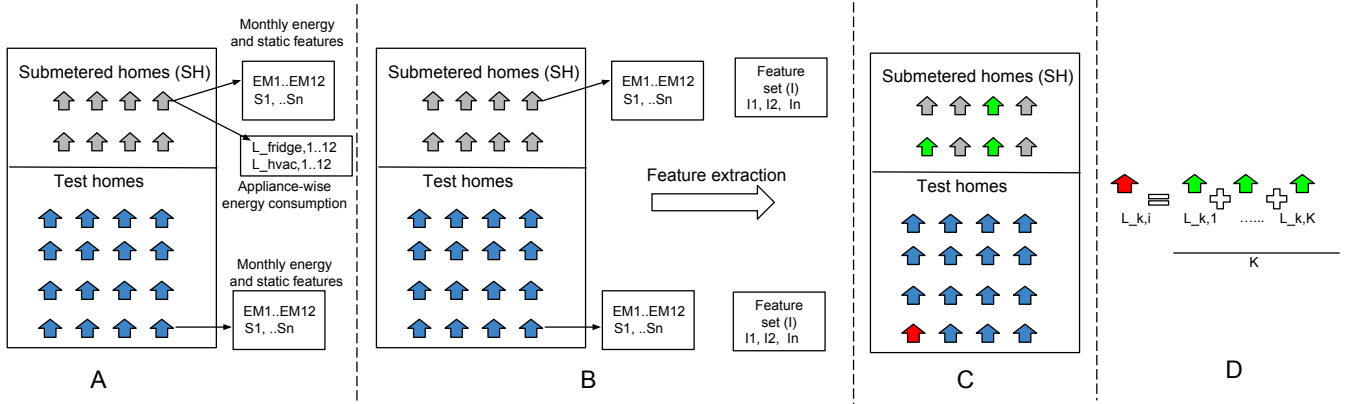 Monthly energy
and static features
Submetered homes (SH)
EM1..EM12
S1, ..Sn
L_fridge,1..12
L_hvac,1..12
Appliance-wise
energy consumption
Test homes
Monthly energy
and static features
EM1..EM12
S1, ..Sn
A
Submetered homes (SH)
EM1..EM12
S1, ..Sn
Feature
set (I)
I1, I2, In
Test homes
Feature extraction
EM1..EM12
S1, ..Sn
Feature
set (I)
I1, I2, In
B
Submetered homes (SH)
Test homes
C
L_k,i L_k,1 ...... L_k,K
K
D